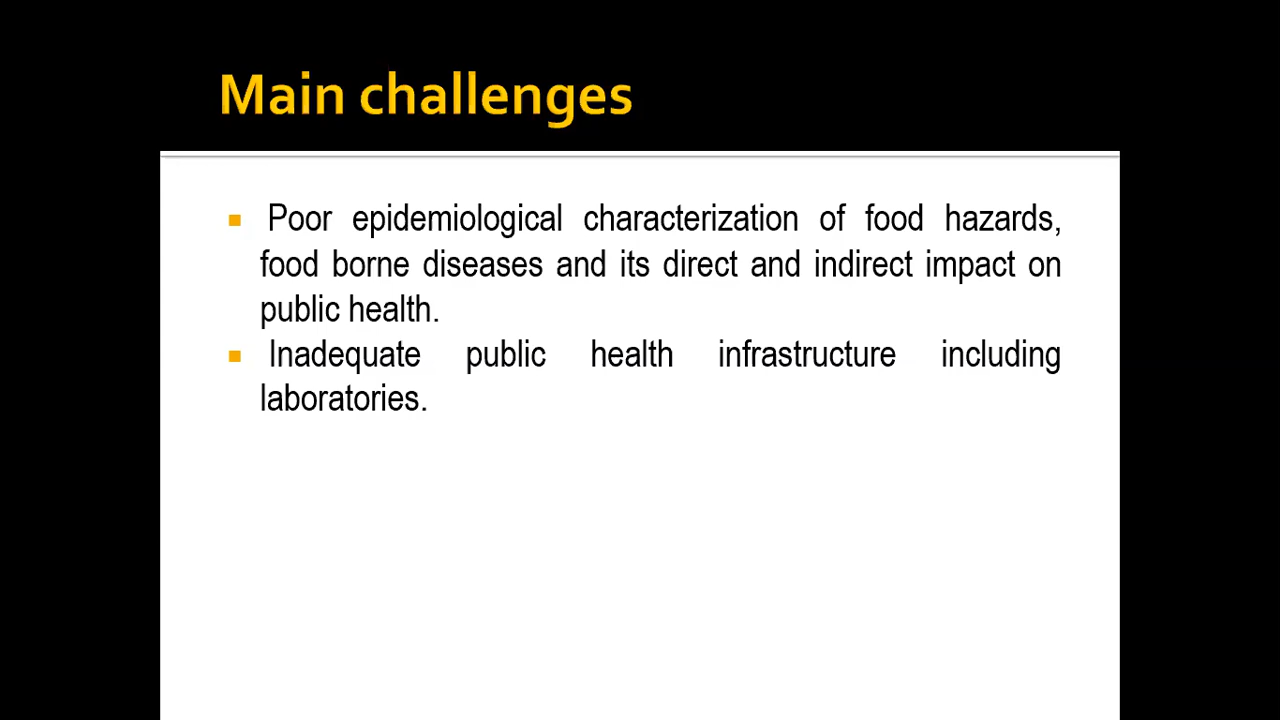 Main challenges
Poor epidemiological characterization of food hazards,
food borne diseases and its direct and indirect impact on
public health.
Inadequate public health infrastructure including
laboratories.